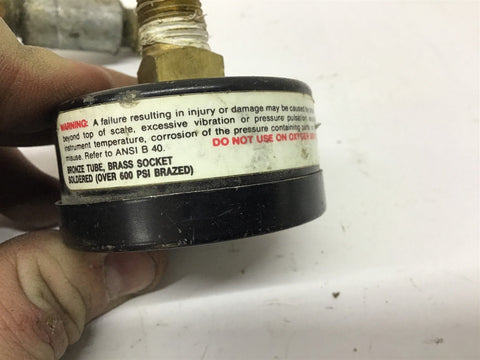 WARNING: A failure resulting in injury or damage may be caused
beyond top of scale, excessive vibration or pressure pulsation
instrument temperature, corrosion of the pressure containing parts
misuse. Refer to ANSI B 40. DO NOT USE ON OXYGEN
BRONZE TUBE, BRASS SOCKET
SOLDERED (OVER 600 PSI BRAZED)